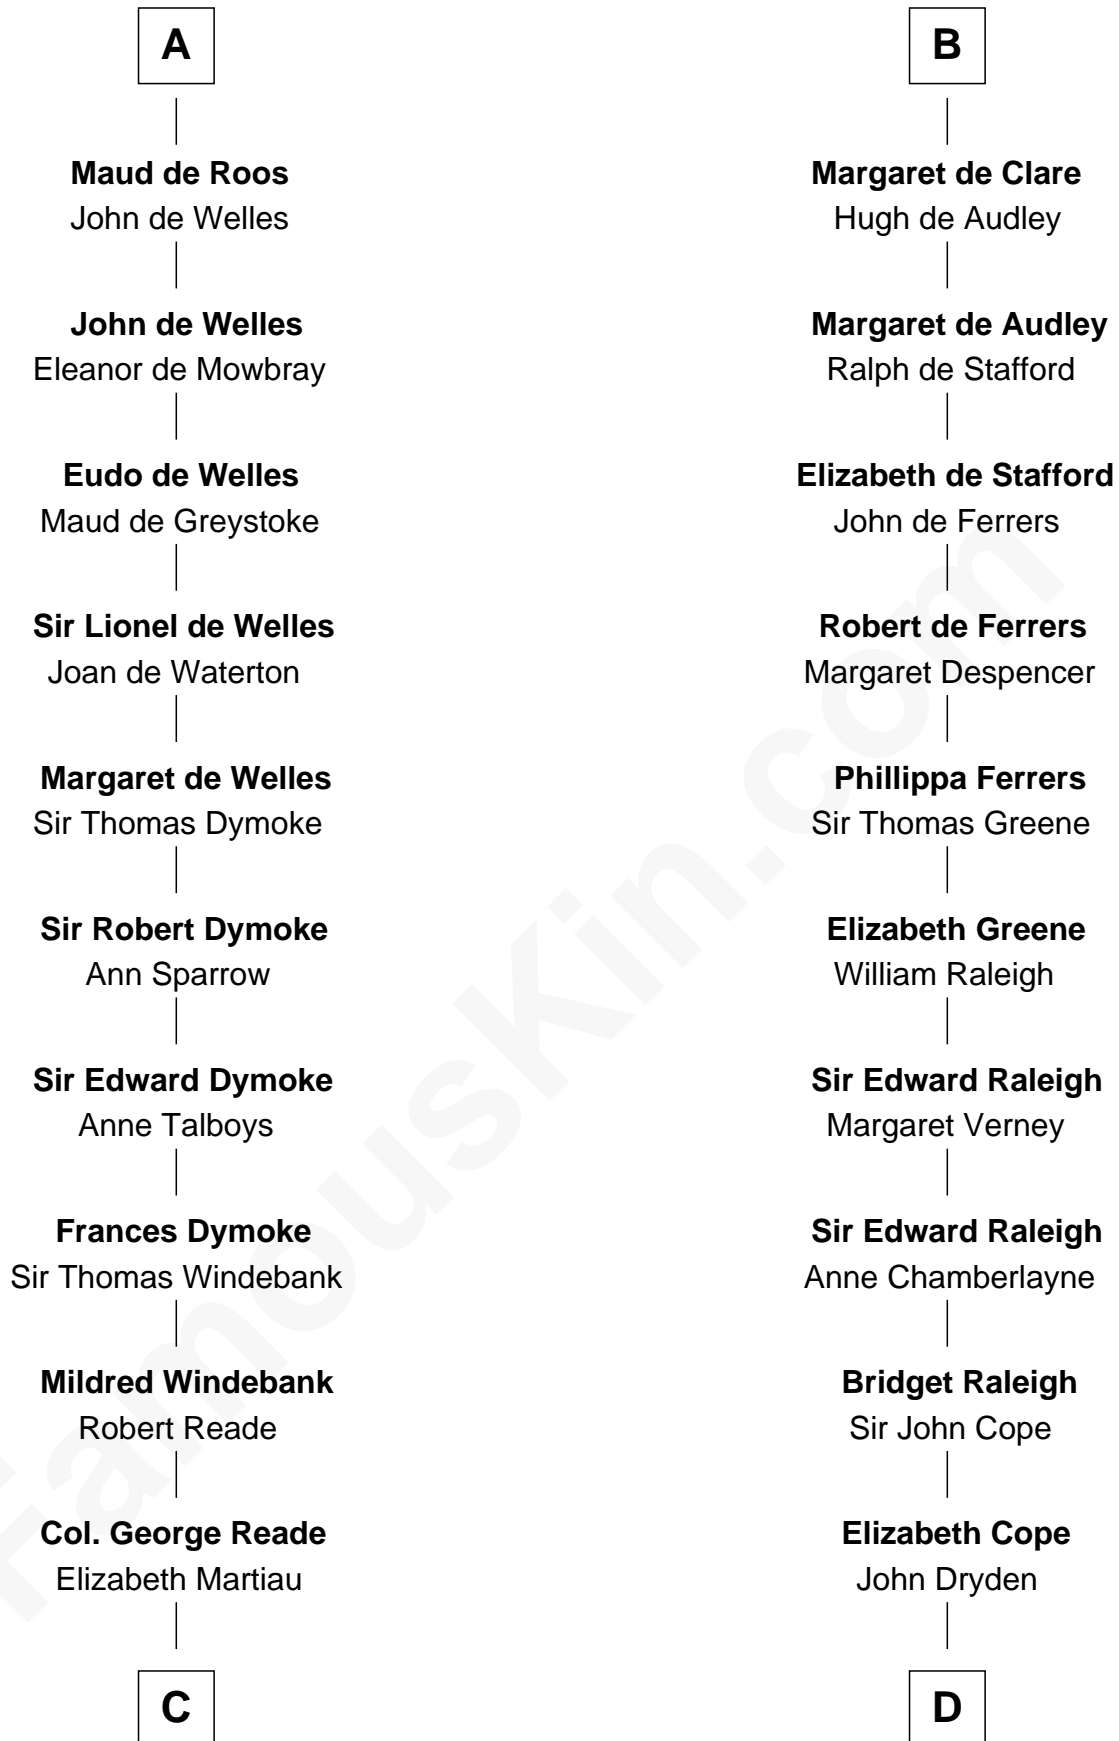 A
Maud de Roos
John de Welles
John de Welles
Eleanor de Mowbray
Eudo de Welles
Maud de Greystoke
Sir Lionel de Welles
Joan de Waterton
Margaret de Welles
Sir Thomas Dymoke
Sir Robert Dymoke
Ann Sparrow
Sir Edward Dymoke
Anne Talboys
Frances Dymoke
Sir Thomas Windebank
Mildred Windebank
Robert Reade
Col. George Reade
Elizabeth Martiau
C
B
Margaret de Clare
Hugh de Audley
Margaret de Audley
Ralph de Stafford
Elizabeth de Stafford
John de Ferrers
Robert de Ferrers
Margaret Despencer
Phillippa Ferrers
Sir Thomas Greene
Elizabeth Greene
William Raleigh
Sir Edward Raleigh
Margaret Verney
Sir Edward Raleigh
Anne Chamberlayne
Bridget Raleigh
Sir John Cope
Elizabeth Cope
John Dryden
D
FamousKin.com